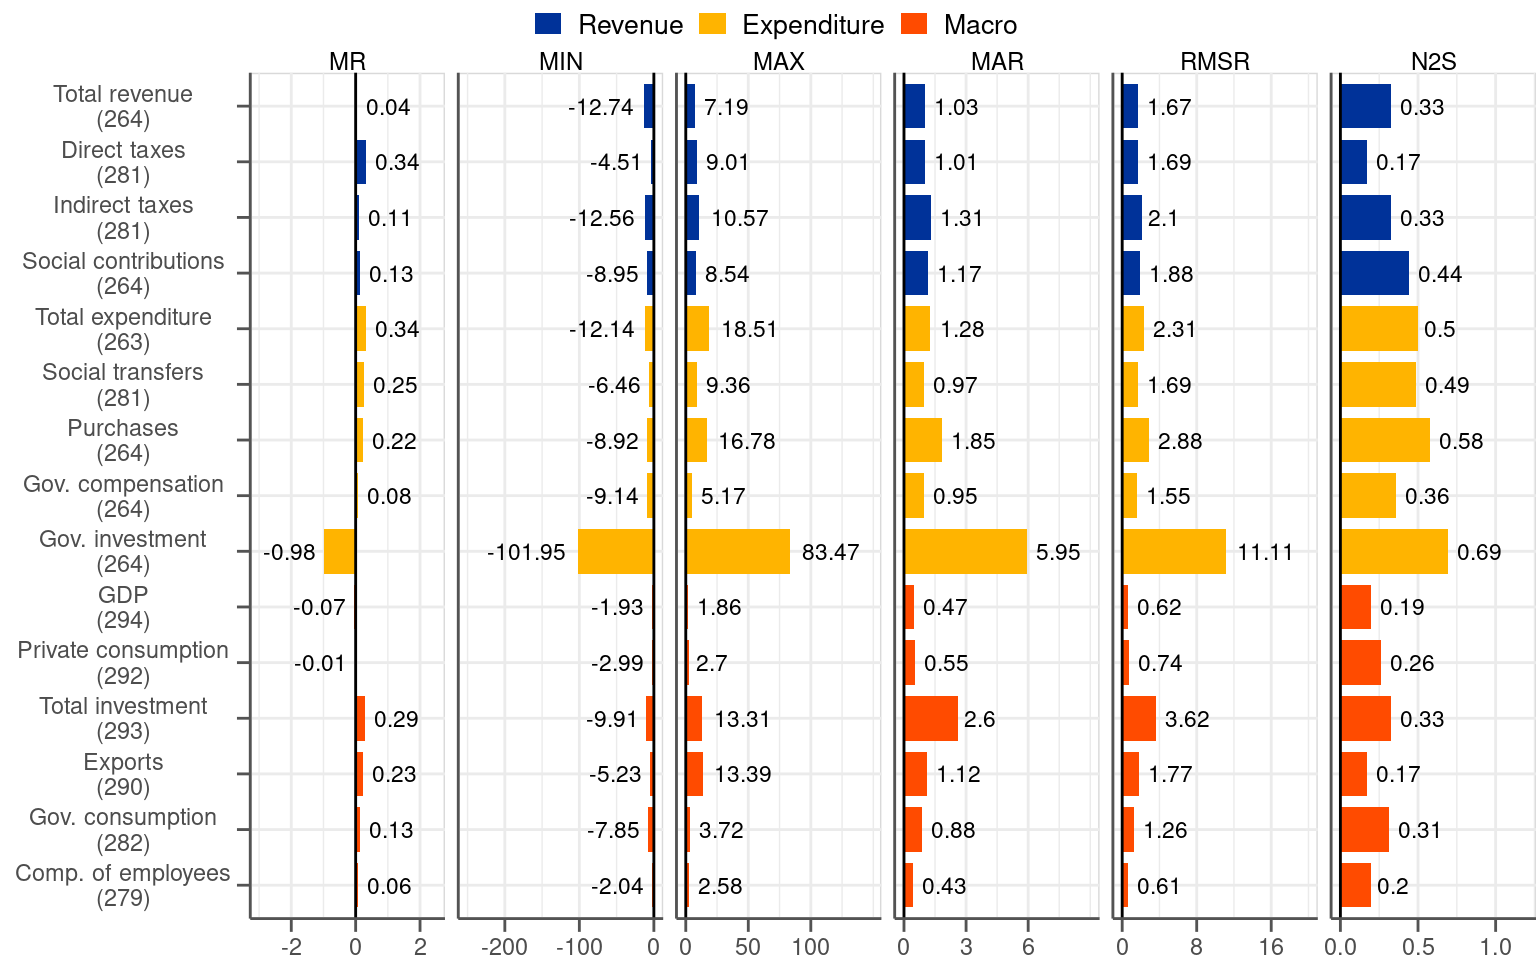 Revenue Expenditure Macro
MR MIN MAX MAR RMSR N2S
Total revenue
(264)
0.04 -12.74 7.19 1.03 1.67 0.33
Direct taxes
(281)
0.34 -4.51 9.01 1.01 1.69 0.17
Indirect taxes
(281)
0.11 -12.56 10.57 1.31 2.1 0.33
Social contributions
(264)
0.13 -8.95 8.54 1.17 1.88 0.44
Total expenditure
(263)
0.34 -12.14 18.51 1.28 2.31 0.5
Social transfers
(281)
0.25 -6.46 9.36 0.97 1.69 0.49
Purchases
(264)
0.22 -8.92 16.78 1.85 2.88 0.58
Gov. compensation
(264)
0.08 -9.14 5.17 0.95 1.55 0.36
Gov. investment
(264)
-0.98 -101.95 83.47 5.95 11.11 0.69
GDP
(294)
-0.07 -1.93 1.86 0.47 0.62 0.19
Private consumption
(292)
-0.01 -2.99 2.7 0.55 0.74 0.26
Total investment
(293)
0.29 -9.91 13.31 2.6 3.62 0.33
Exports
(290)
0.23 -5.23 13.39 1.12 1.77 0.17
Gov. consumption
(282)
0.13 -7.85 3.72 0.88 1.26 0.31
Comp. of employees
(279)
0.06 -2.04 2.58 0.43 0.61 0.2
-2 0 2 -200 -100 0 0 50 100 0 3 6 0 8 16 0.0 0.5 1.0